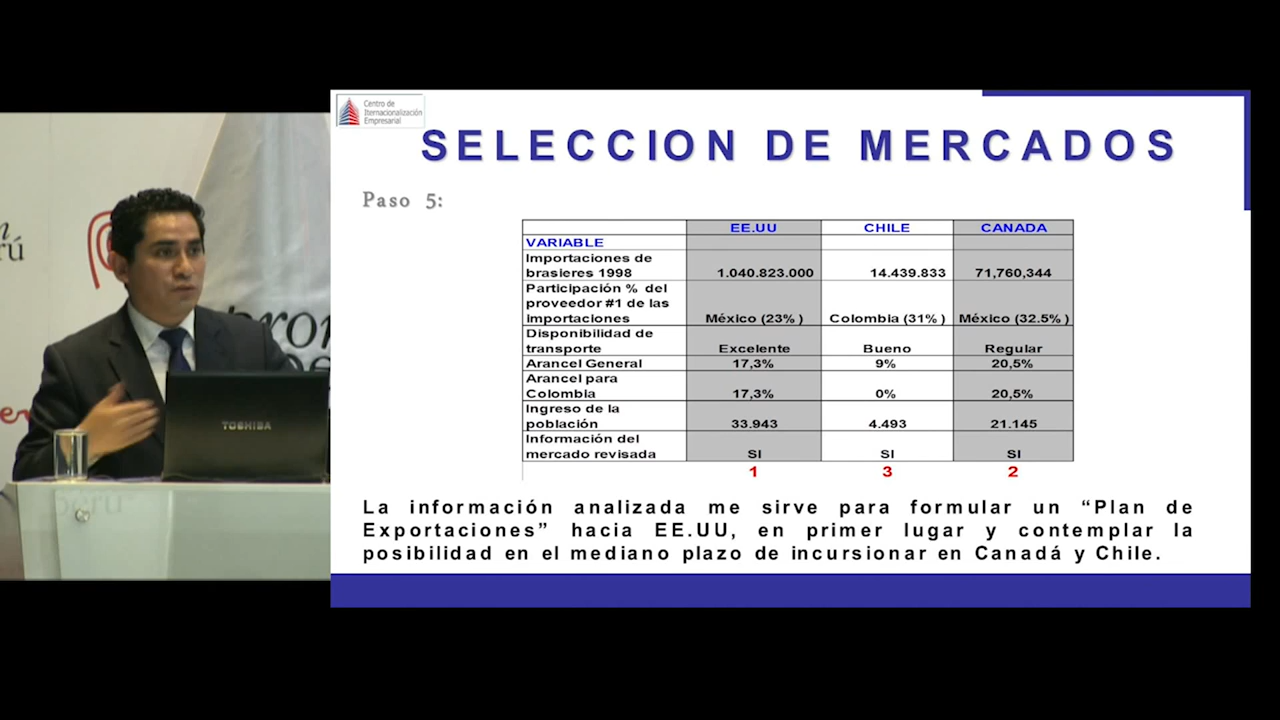 Centro de
Iternacionalización
Empresarial
SELECCION DE MERCADOS
Paso 5:
EE.UU CHILE CANADA
VARIABLE
Importaciones de
brasieres 1998 1.040.823.000 14.439.833 71,760,344
Participación % del
proveedor #1 de las
importaciones México (23% ) Colombia (31% ) México (32.5% )
Disponibilidad de
transporte Excelente Bueno Regular
Arancel General 17,3% 9% 20,5%
Arancel para
Colombia 17,3% 0% 20,5%
Ingreso de la
población 33.943 4.493 21.145
Información del
mercado revisada SI SI SI
1 3 2
La información analizada me sirve para formular un “Plan de
Exportaciones” hacia EE.UU, en primer lugar y contemplar la
posibilidad en el mediano plazo de incursionar en Canadá y Chile.
TOSHIBA